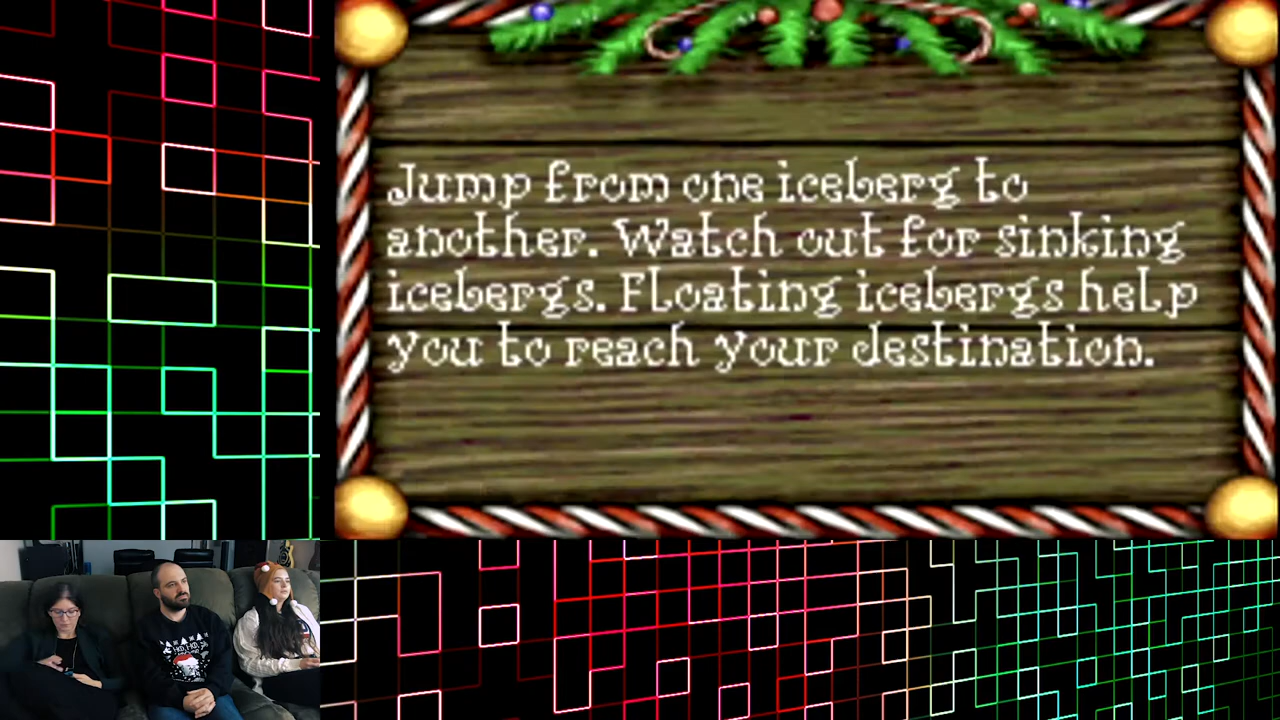 Jump from one iceberg to
another. Watch out for sinking
icebergs. Floating icebergs help
you to reach your destination.